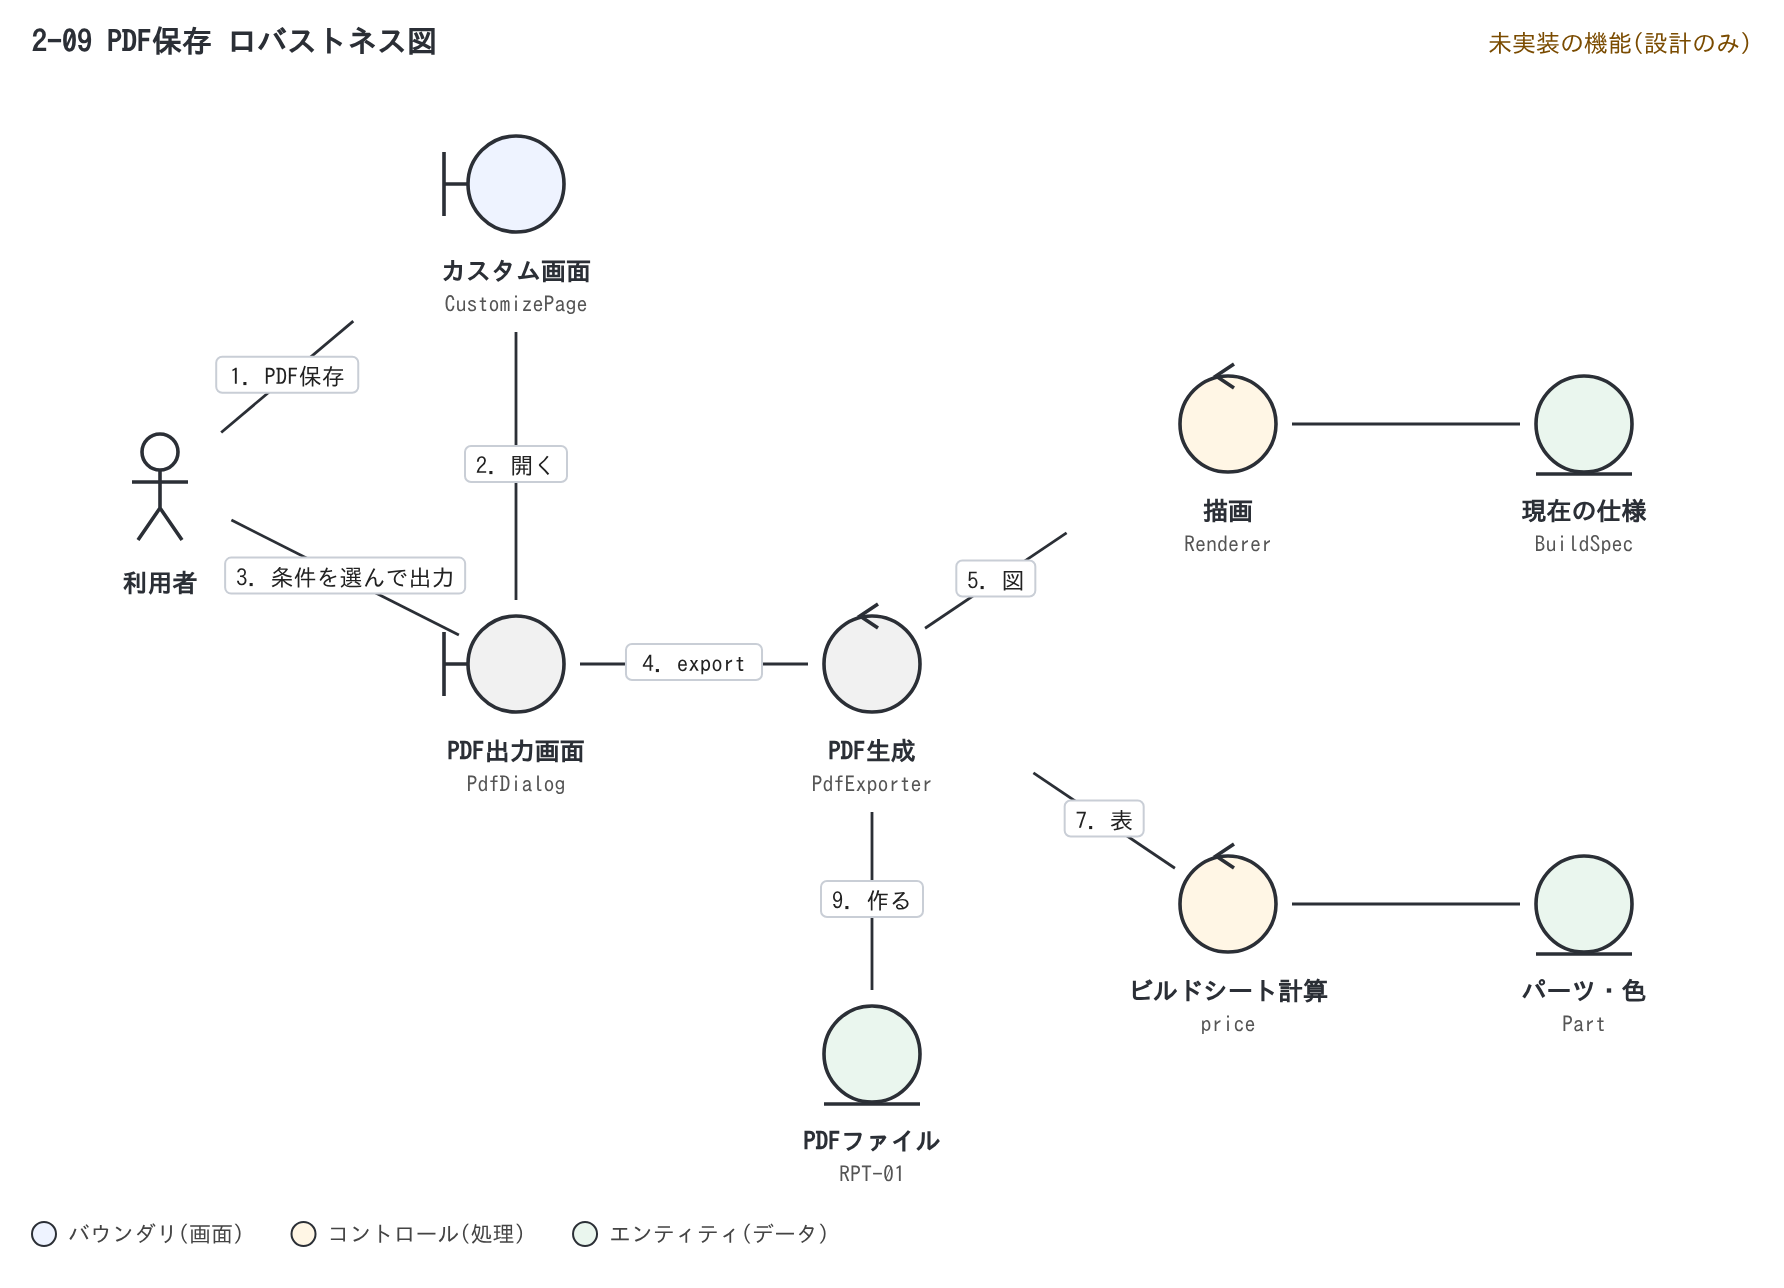 2-09 PDF保存 ロバストネス図
未実装の機能(設計のみ)
カスタム画面
CustomizePage
1. PDF保存
2. 開く
利用者
3. 条件を選んで出力
描画
Renderer
現在の仕様
BuildSpec
5. 図
4. export
PDF出力画面
PdfDialog
PDF生成
PdfExporter
7. 表
9. 作る
ビルドシート計算
price
パーツ・色
Part
PDFファイル
RPT-01
バウンダリ(画面)
コントロール(処理)
エンティティ(データ)